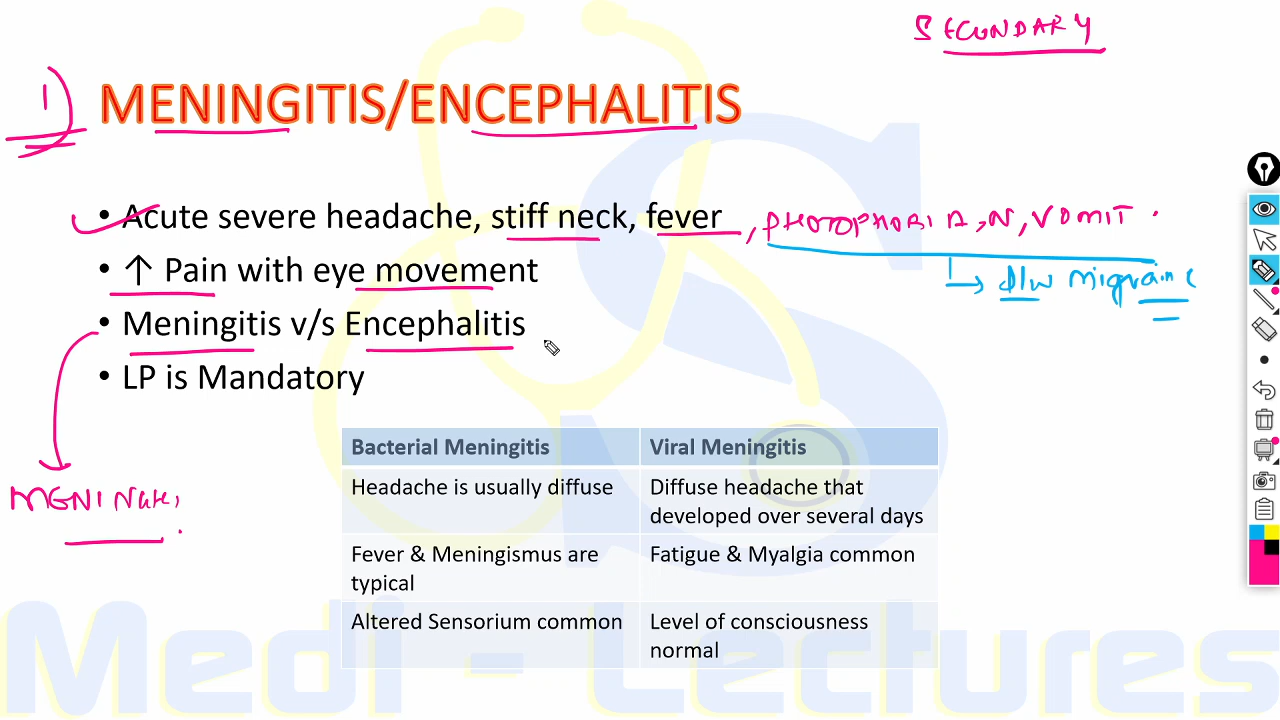 SECONDARY
1) MENINGITIS/ENCEPHALITIS
• Acute severe headache, stiff neck, fever , PHOTOPHOBIA, N, VOMIT.
• ↑ Pain with eye movement
D/W migraine
• Meningitis v/s Encephalitis
• LP is Mandatory
Bacterial Meningitis
Viral Meningitis
Headache is usually diffuse
Diffuse headache that
developed over several days
Fever & Meningismus are
typical
Fatigue & Myalgia common
Altered Sensorium common
Level of consciousness
normal
Medi - Lectures